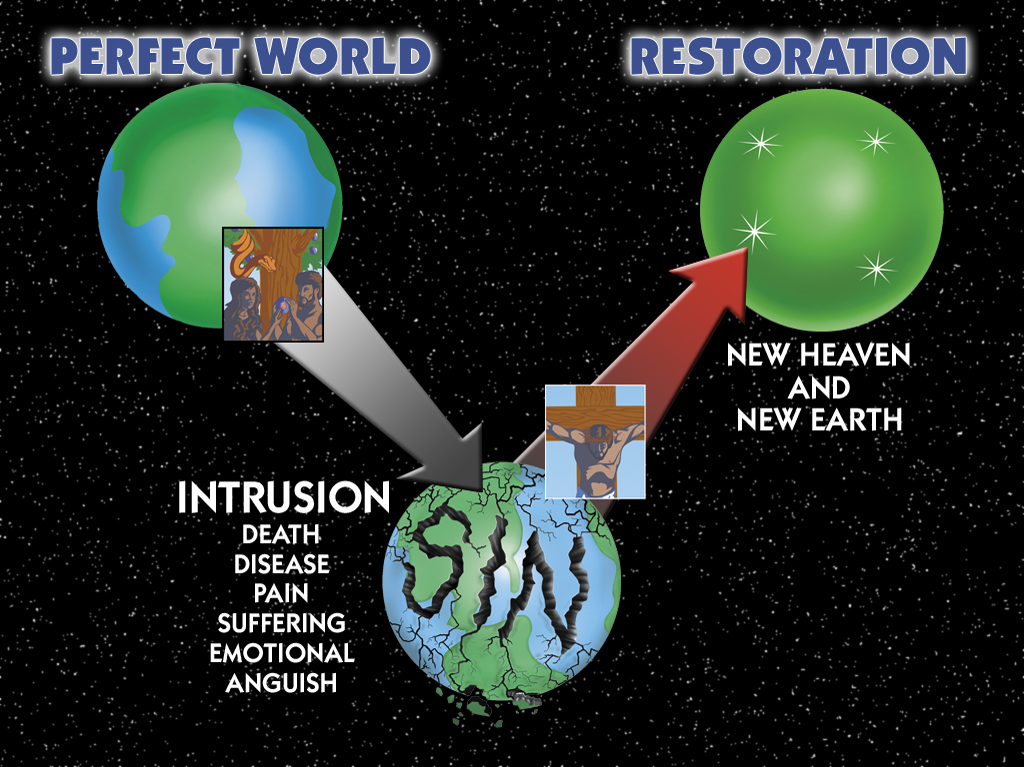 PERFECT WORLD
RESTORATION
NEW HEAVEN
AND
NEW EARTH
INTRUSION
DEATH
DISEASE
PAIN
SUFFERING
EMOTIONAL
ANGUISH
SIN